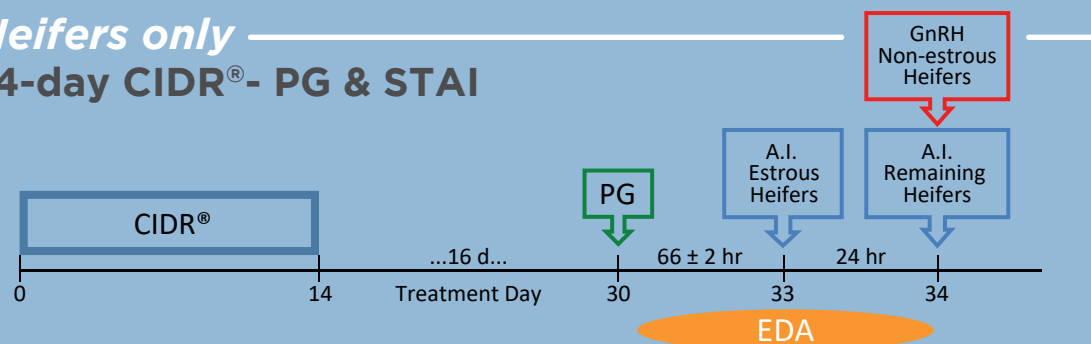 eifers only
4-day CIDR®- PG & STAI
GnRH
Non-estrous
Heifers
A.I.
Estrous
Heifers
A.I.
Remaining
Heifers
PG
CIDR®
...16 d...
66 ± 2 hr
24 hr
0
14
Treatment Day
30
33
34
EDA